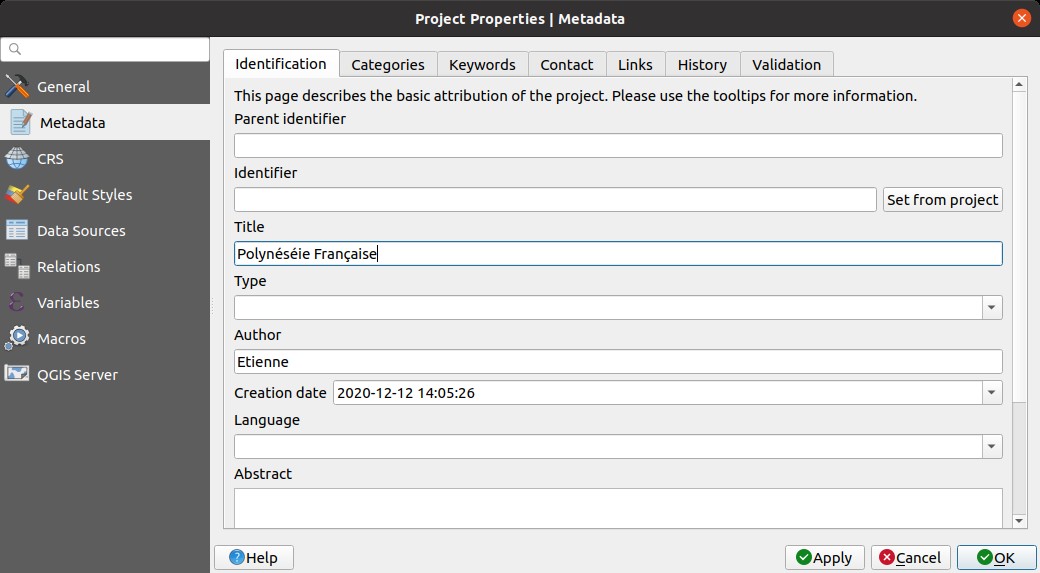 Project Properties | Metadata
General
Metadata
CRS
Default Styles
Data Sources
Relations
Variables
Macros
QGIS Server
Identification Categories Keywords Contact Links History Validation
This page describes the basic attribution of the project. Please use the tooltips for more information.
Parent identifier
Identifier
Set from project
Title
Polynéséie Française
Type
Author
Etienne
Creation date 2020-12-12 14:05:26
Language
Abstract
Help Apply Cancel OK